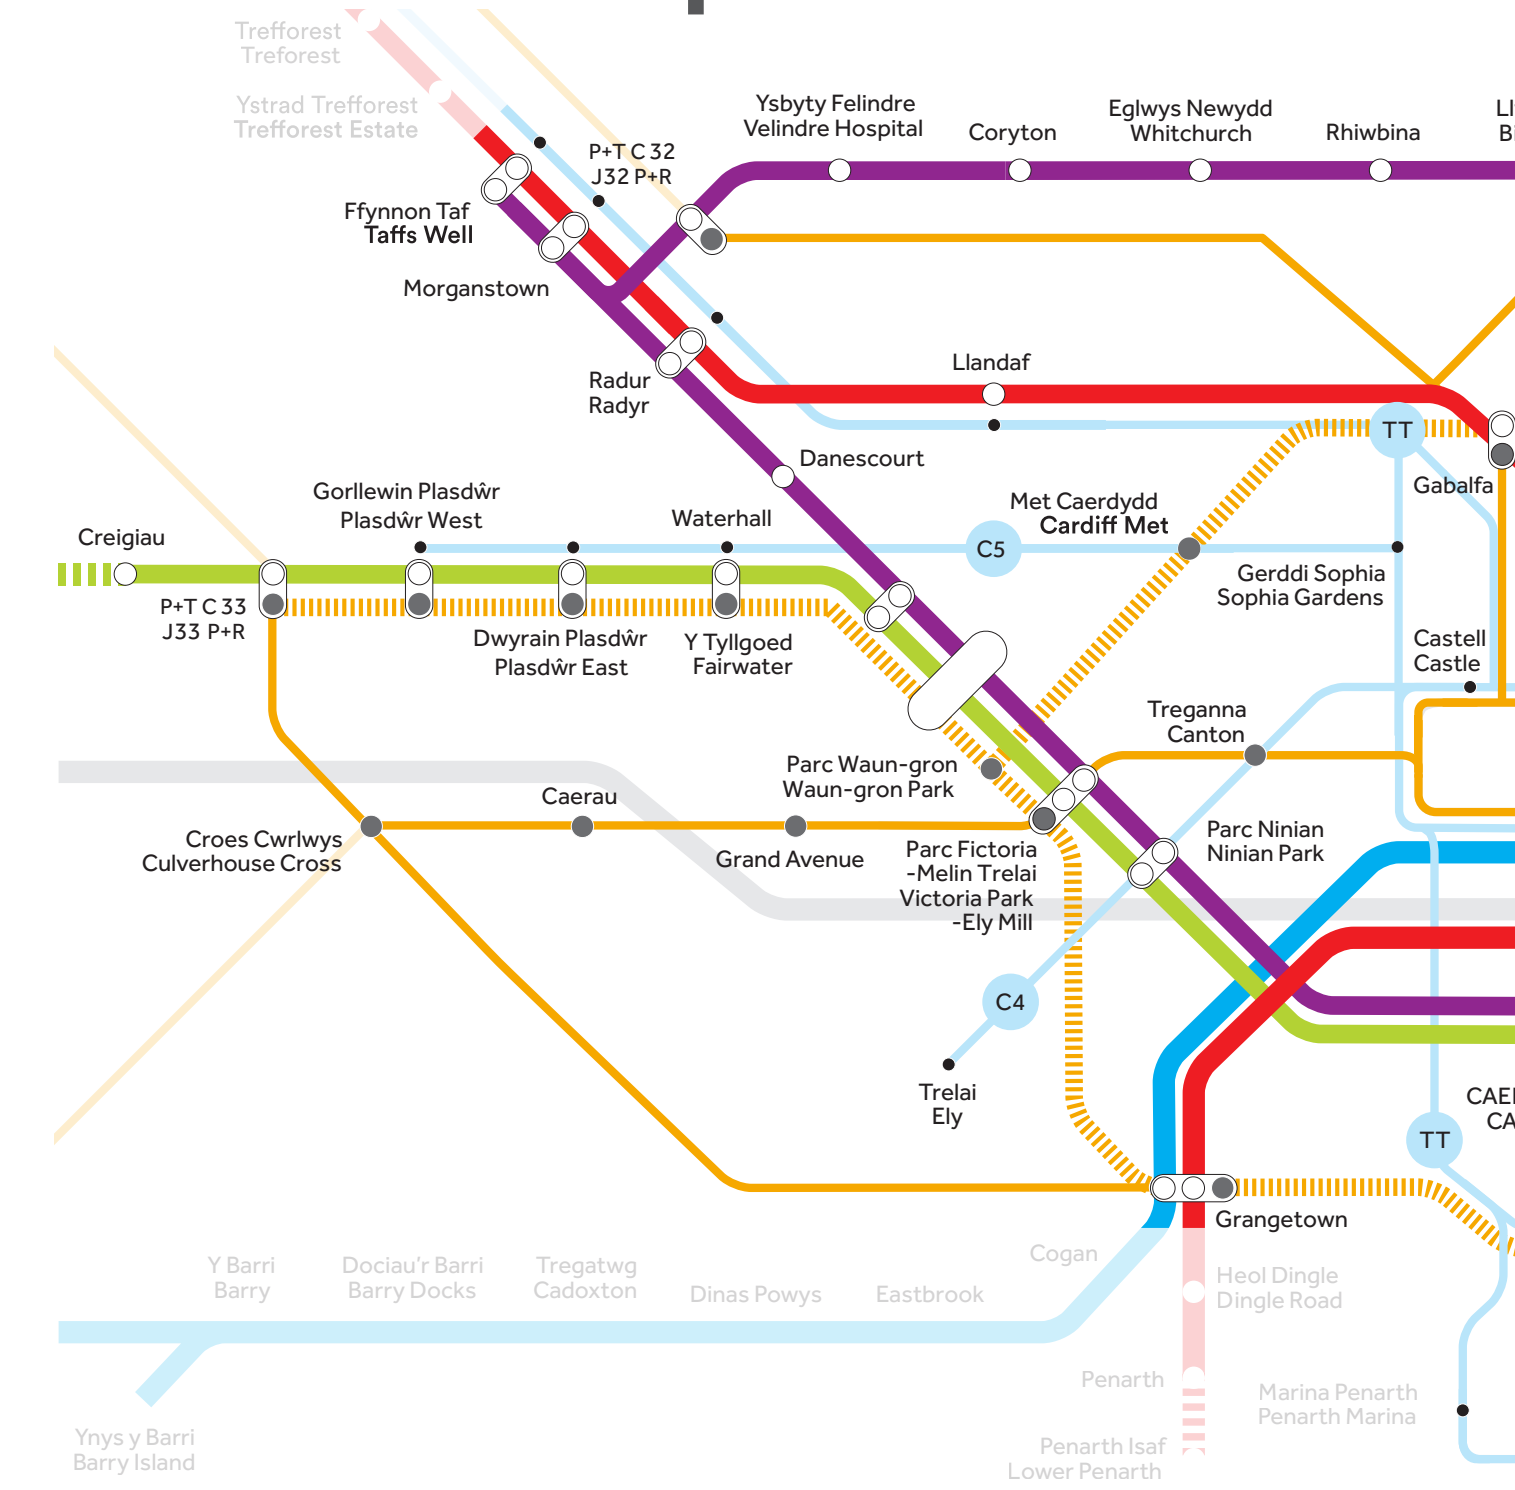 Trefforest
Treforest
Ystrad Trefforest
Trefforest Estate
P+T C 32
J32 P+R
Ysbyty Felindre
Velindre Hospital
Coryton
Eglwys Newydd
Whitchurch
Rhiwbina
Ffynnon Taf
Taffs Well
Morganstown
Radur
Radyr
Llandaf
TT
Gabalfa
Danescourt
Gorllewin Plasdŵr
Plasdŵr West
Waterhall
Met Caerdydd
Cardiff Met
Creigiau
C5
Gerddi Sophia
Sophia Gardens
P+T C 33
J33 P+R
Dwyrain Plasdŵr
Plasdŵr East
Y Tyllgoed
Fairwater
Castell
Castle
Treganna
Canton
Parc Waun-gron
Waun-gron Park
Caerau
Croes Cwrlwys
Culverhouse Cross
Grand Avenue
Parc Fictoria
-Melin Trelai
Victoria Park
-Ely Mill
Parc Ninian
Ninian Park
C4
Trelai
Ely
TT
Grangetown
Cogan
Y Barri
Barry
Dociau'r Barri
Barry Docks
Tregatwg
Cadoxton
Dinas Powys
Eastbrook
Heol Dingle
Dingle Road
Penarth
Marina Penarth
Penarth Marina
Ynys y Barri
Barry Island
Penarth Isaf
Lower Penarth